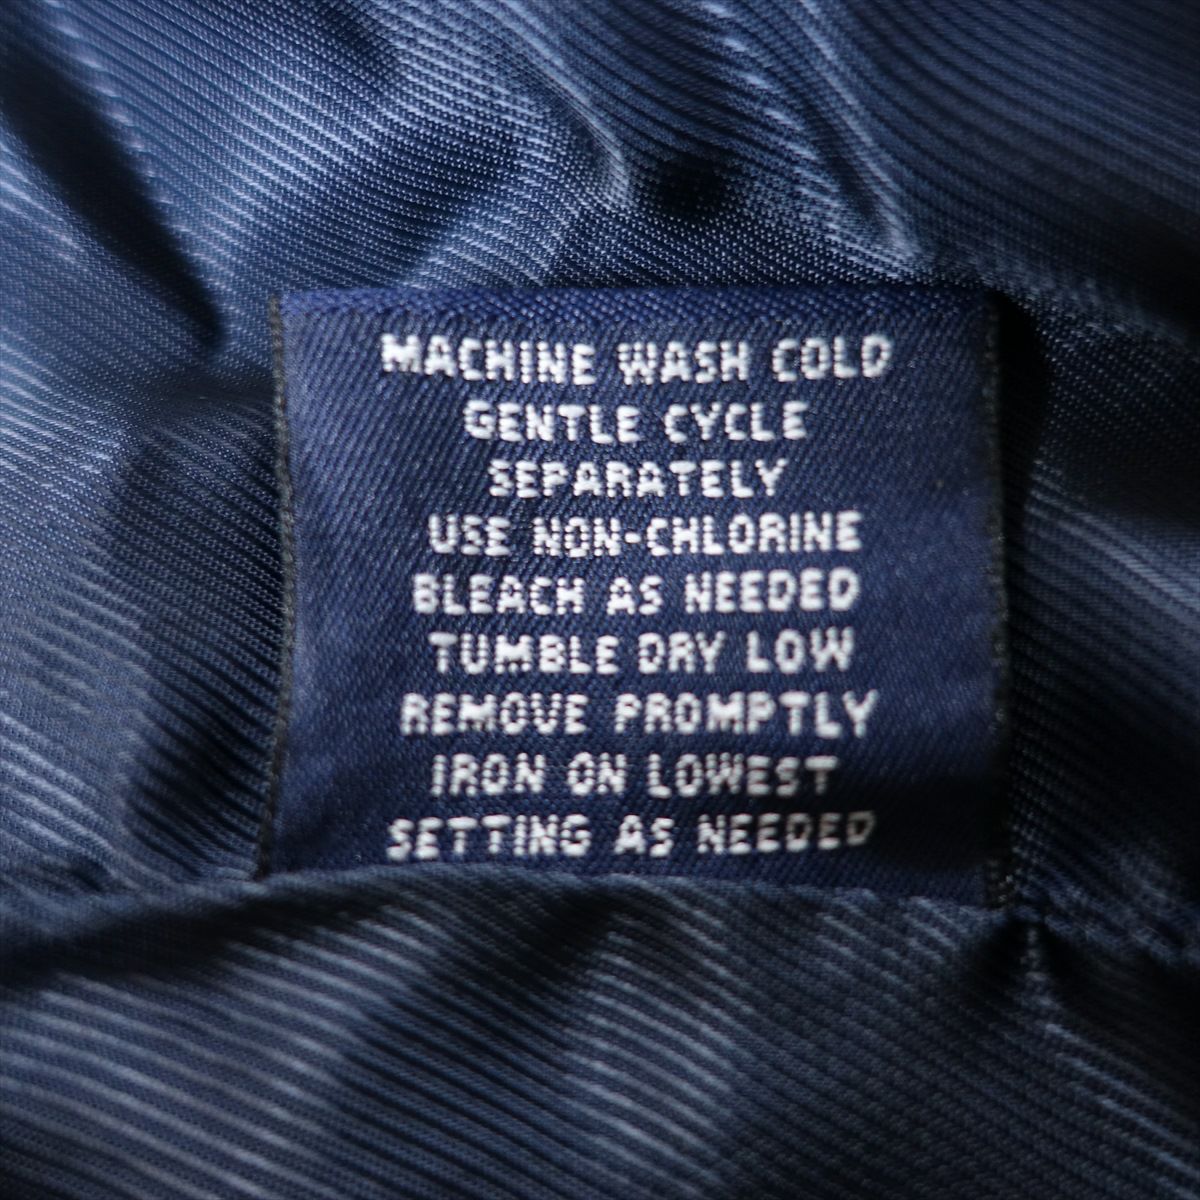 MACHINE WASH COLD
GENTLE CYCLE
SEPARATELY
USE NON-CHLORINE
BLEACH AS NEEDED
TUMBLE DRY LOW
REMOVE PROMPTLY
IRON ON LOWEST
SETTING AS NEEDED